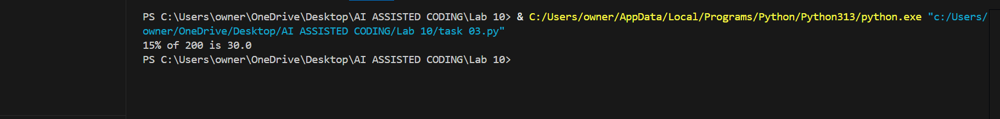 PS C:\Users\owner\OneDrive\Desktop\AI ASSISTED CODING\Lab 10> & C:/Users/owner/AppData/Local/Programs/Python/Python313/python.exe "c:/Users/
owner/OneDrive/Desktop/AI ASSISTED CODING/Lab 10/task 03.py"
15% of 200 is 30.0
PS C:\Users\owner\OneDrive\Desktop\AI ASSISTED CODING\Lab 10>